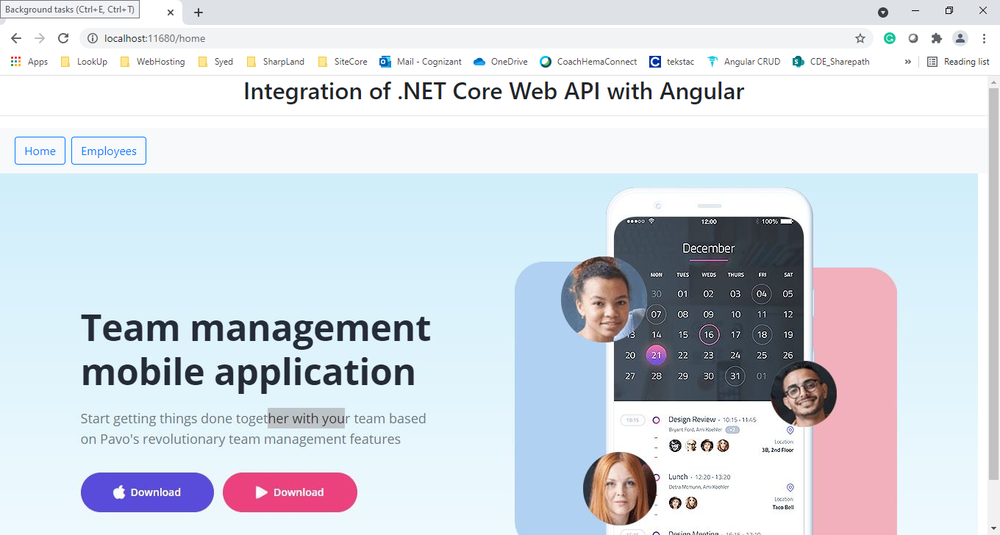 Background tasks (Ctrl+E, Ctrl+T)
localhost:11680/home
Apps LookUp WebHosting Syed SharpLand SiteCore Mail - Cognizant OneDrive CoachHemaConnect tekstac Angular CRUD CDE_Sharepath » Reading list
Integration of .NET Core Web API with Angular
Home Employees
12:00 100%
December
MON TUES WEDS THURS FRI SAT
30 01 02 03 04 05
07 08 09 10 11 12
13 14 15 16 17 18 19
20 21 22 23 24 25 26
27 28 29 30 31 01
Team management
mobile application
Start getting things done together with your team based
on Pavo's revolutionary team management features
Download Download
10:15 Design Review • 10:15 - 11:45
Bryant Ford, Ami Koehler +2
Location:
3B, 2nd Floor
Lunch • 12:20 - 13:20
Detra Mcmunn, Ami Koehler
Location:
Taco Bell
Design Meeting